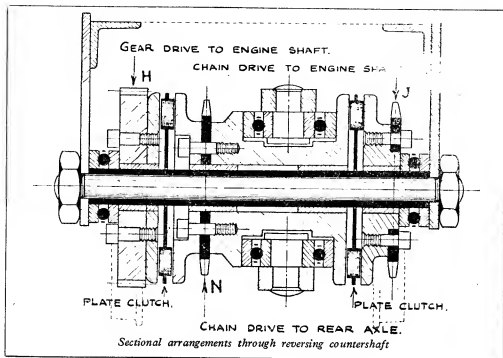 GEAR DRIVE TO ENGINE SHAFT.
H
CHAIN DRIVE TO ENGINE
J
N
PLATE CLUTCH.
PLATE CLUTCH.
CHAIN DRIVE TO REAR AXLE.
Sectional arrangements through reversing countershaft